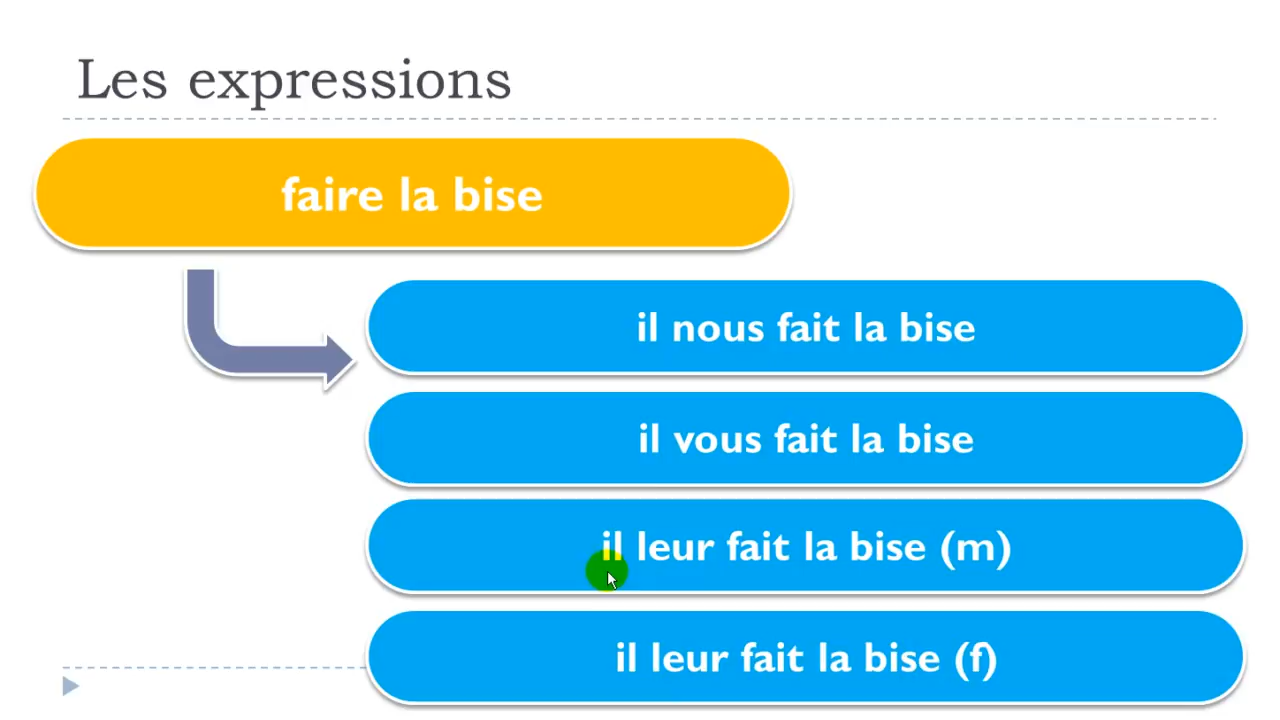 Les expressions
faire la bise
il nous fait la bise
il vous fait la bise
il leur fait la bise (m)
il leur fait la bise (f)